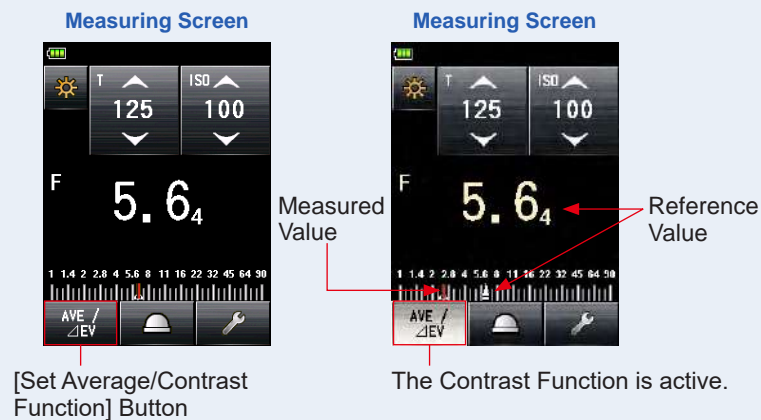 Measuring Screen
T
125
ISO
100
F
5.6₄
1 1.4 2 2.8 4 5.6 8 11 16 22 32 45 64 90
AVE /
⊿EV
[Set Average/Contrast
Function] Button
Measuring Screen
T
125
ISO
100
F
5.6₄
Measured
Value
Reference
Value
1 1.4 2 2.8 4 5.6 8 11 16 22 32 45 64 90
AVE /
⊿EV
The Contrast Function is active.